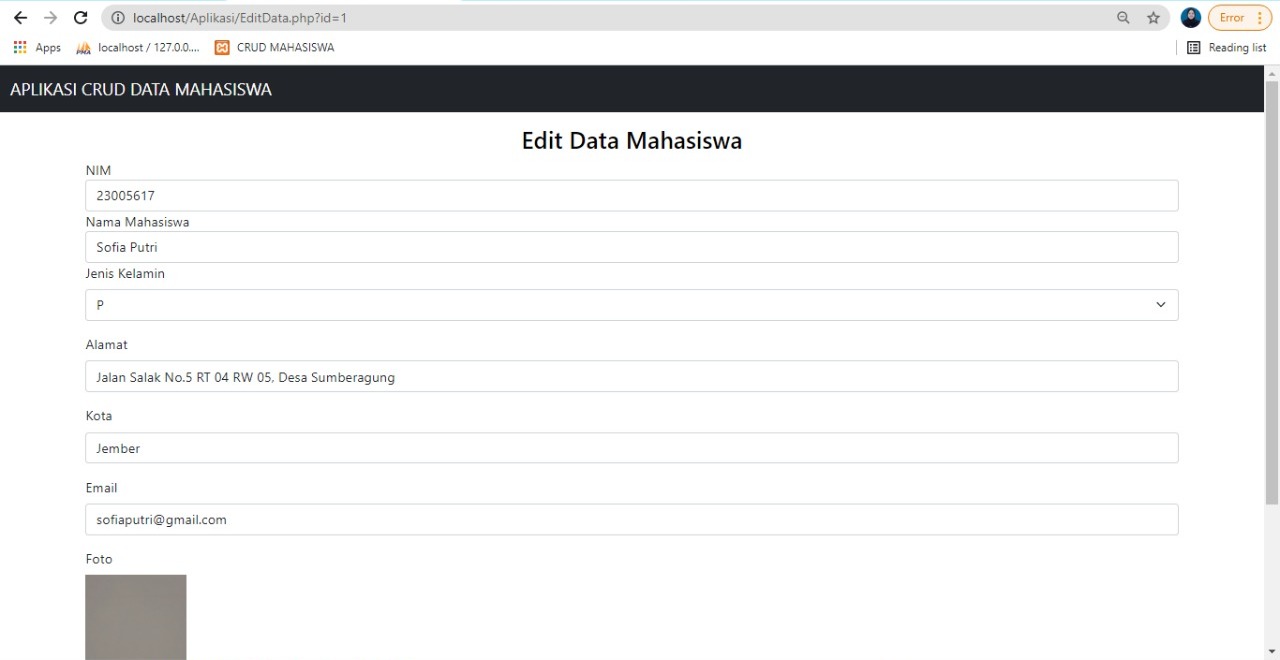 localhost/Aplikasi/EditData.php?id=1
Error
Apps
localhost / 127.0.0....
CRUD MAHASISWA
Reading list
APLIKASI CRUD DATA MAHASISWA
Edit Data Mahasiswa
NIM
23005617
Nama Mahasiswa
Sofia Putri
Jenis Kelamin
P
Alamat
Jalan Salak No.5 RT 04 RW 05, Desa Sumberagung
Kota
Jember
Email
sofiaputri@gmail.com
Foto